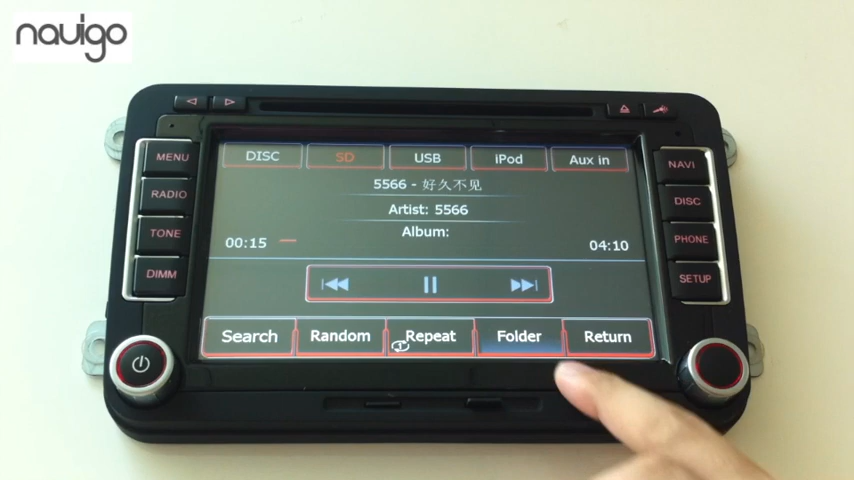 navigo
MENU
RADIO
TONE
DIMM
DISC SD USB iPod Aux in
5566 - 好久不见
Artist: 5566
Album:
00:15 04:10
Search Random Repeat Folder Return
1
NAVI
DISC
PHONE
SETUP